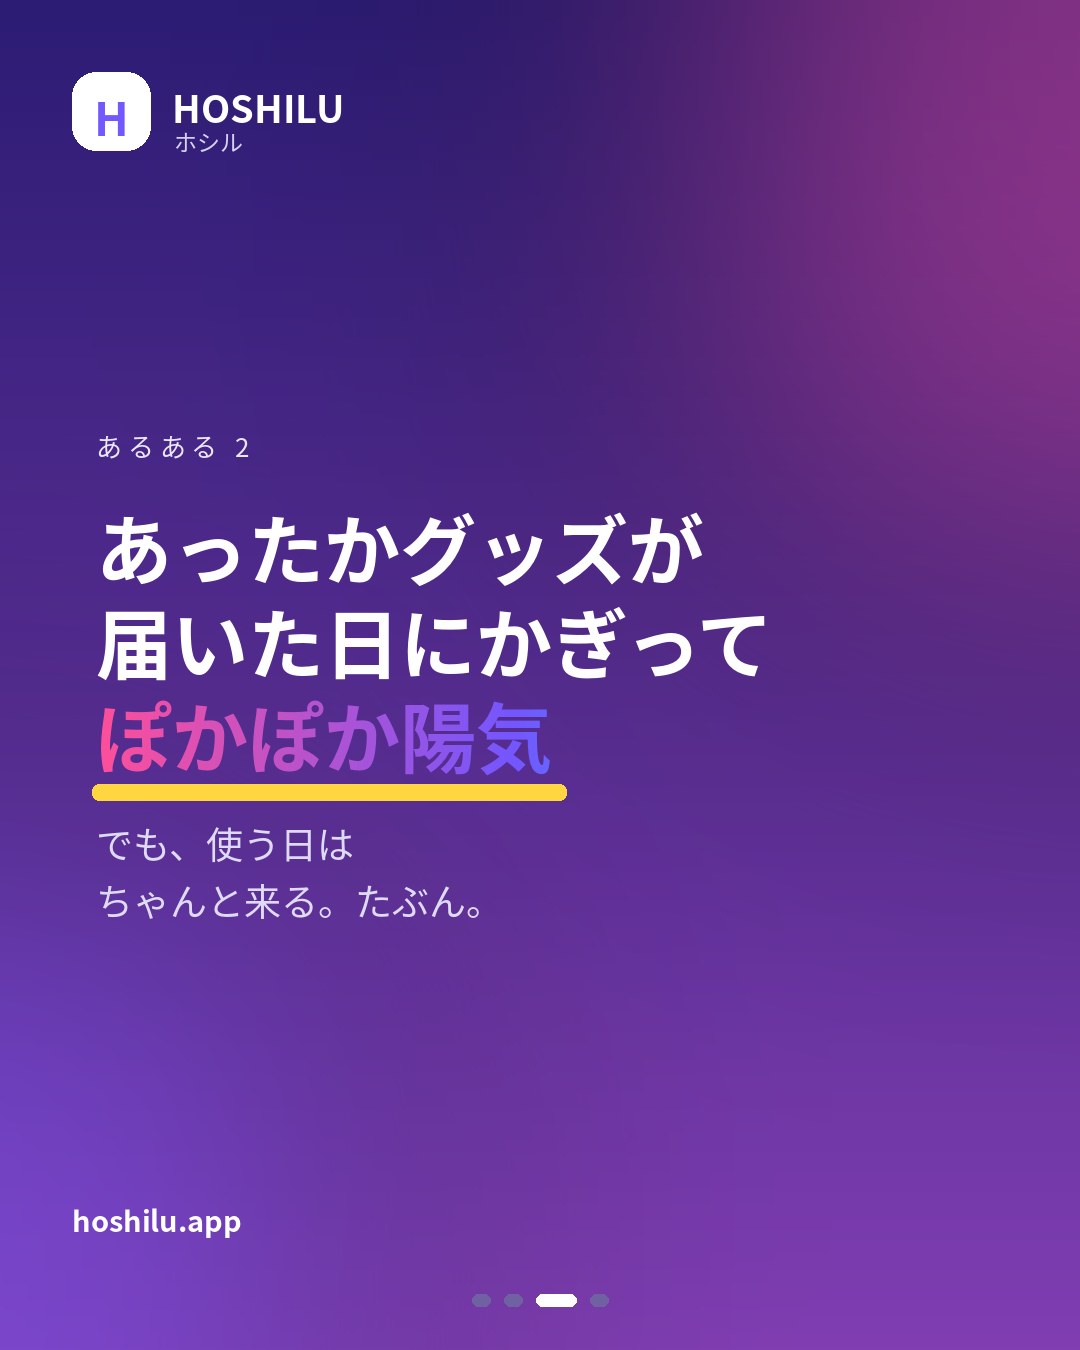 H
HOSHILU
ホシル
あるある 2
あったかグッズが
届いた日にかぎって
ぽかぽか陽気
でも、使う日は
ちゃんと来る。たぶん。
hoshilu.app